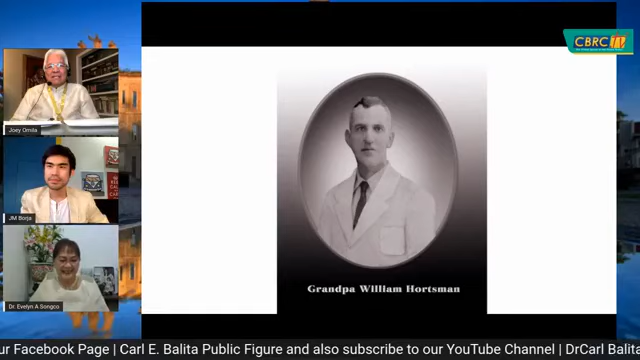 CBRC
Joey Omila
JM Borja
Dr. Evelyn A Songco
Grandpa William Hortsman
ur Facebook Page | Carl E. Balita Public Figure and also subscribe to our YouTube Channel | DrCarl Balita